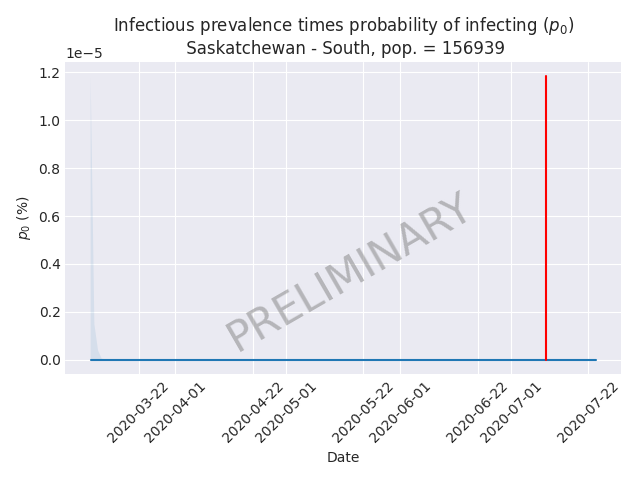 Infectious prevalence times probability of infecting (p₀)
Saskatchewan - South, pop. = 156939
1e−5
1.2
1.0
0.8
0.6
0.4
0.2
0.0
p₀ (%)
PRELIMINARY
2020-03-22
2020-04-01
2020-04-22
2020-05-01
2020-05-22
2020-06-01
2020-06-22
2020-07-01
2020-07-22
Date